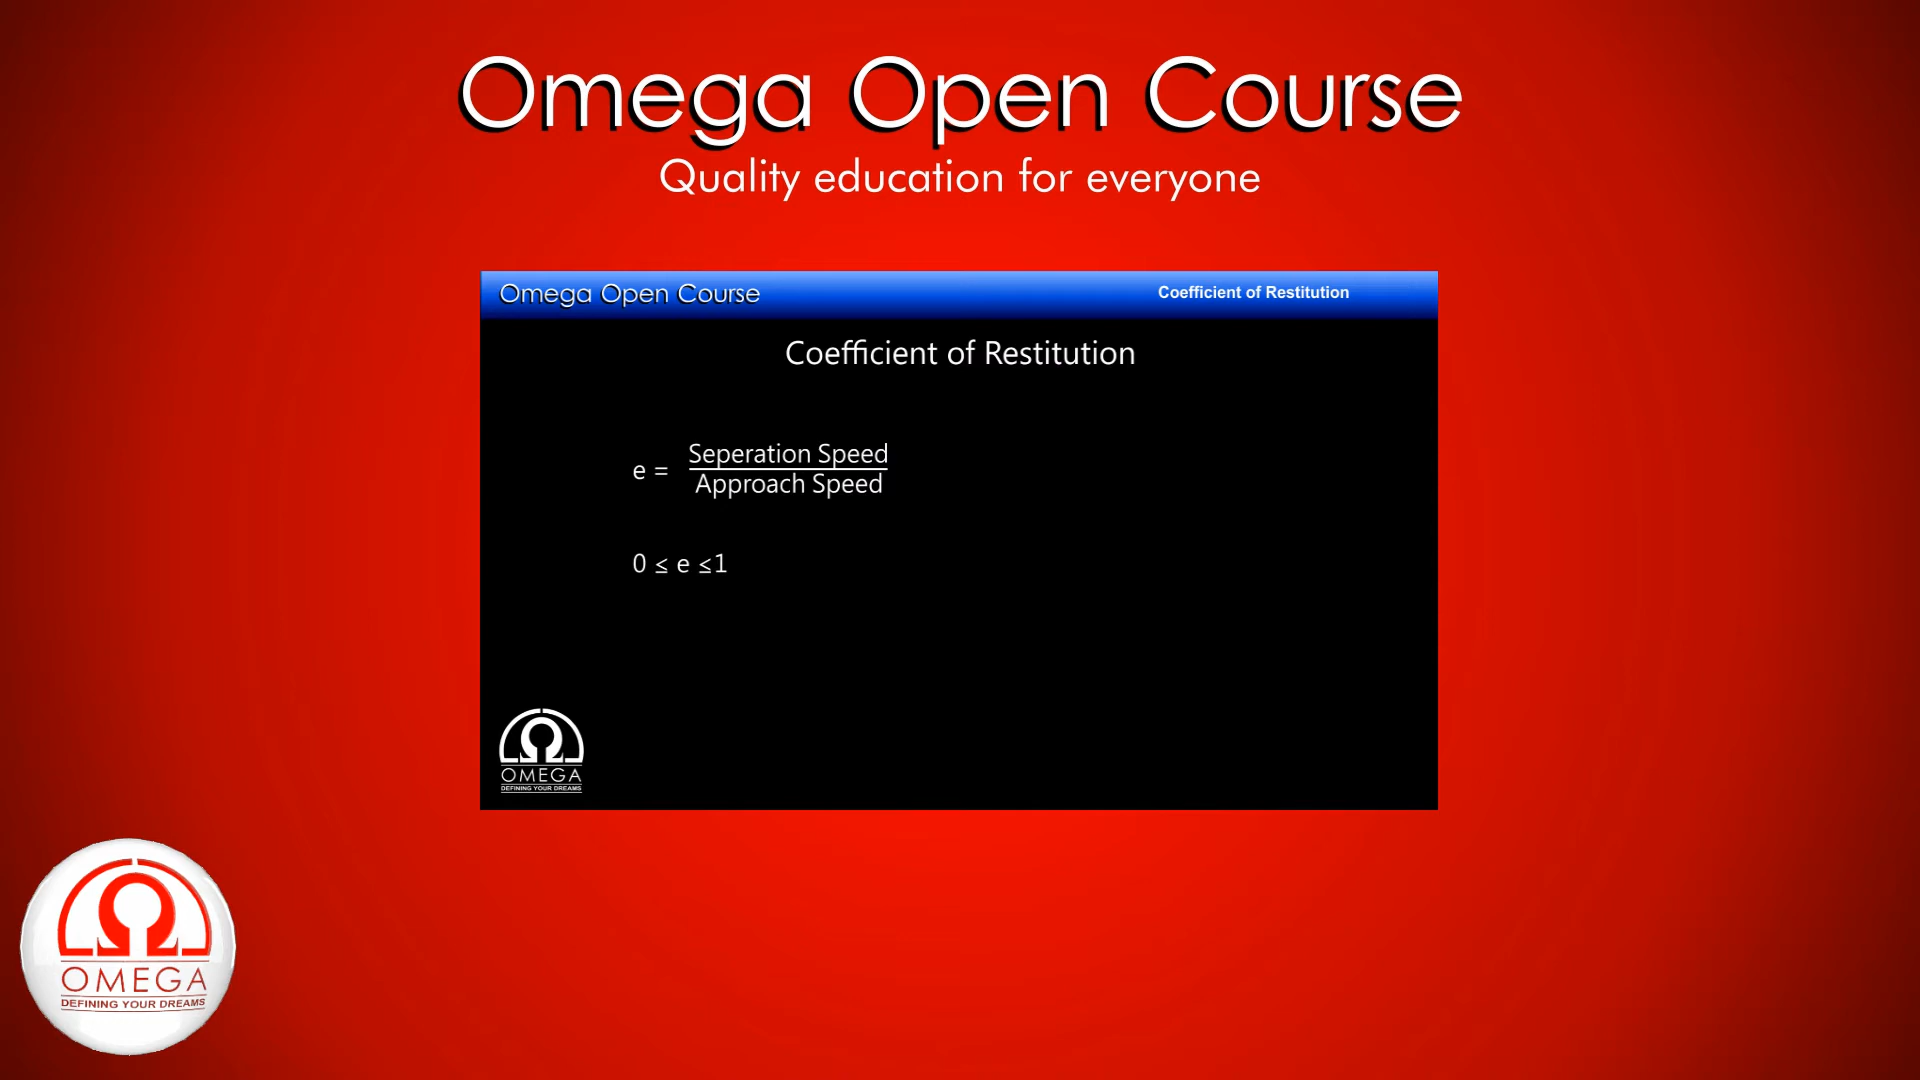 Omega Open Course
Quality education for everyone
Omega Open Course
Coefficient of Restitution
Coefficient of Restitution
e = Seperation Speed
Approach Speed
0 ≤ e ≤1
OMEGA
DEFINING YOUR DREAMS
OMEGA
DEFINING YOUR DREAMS